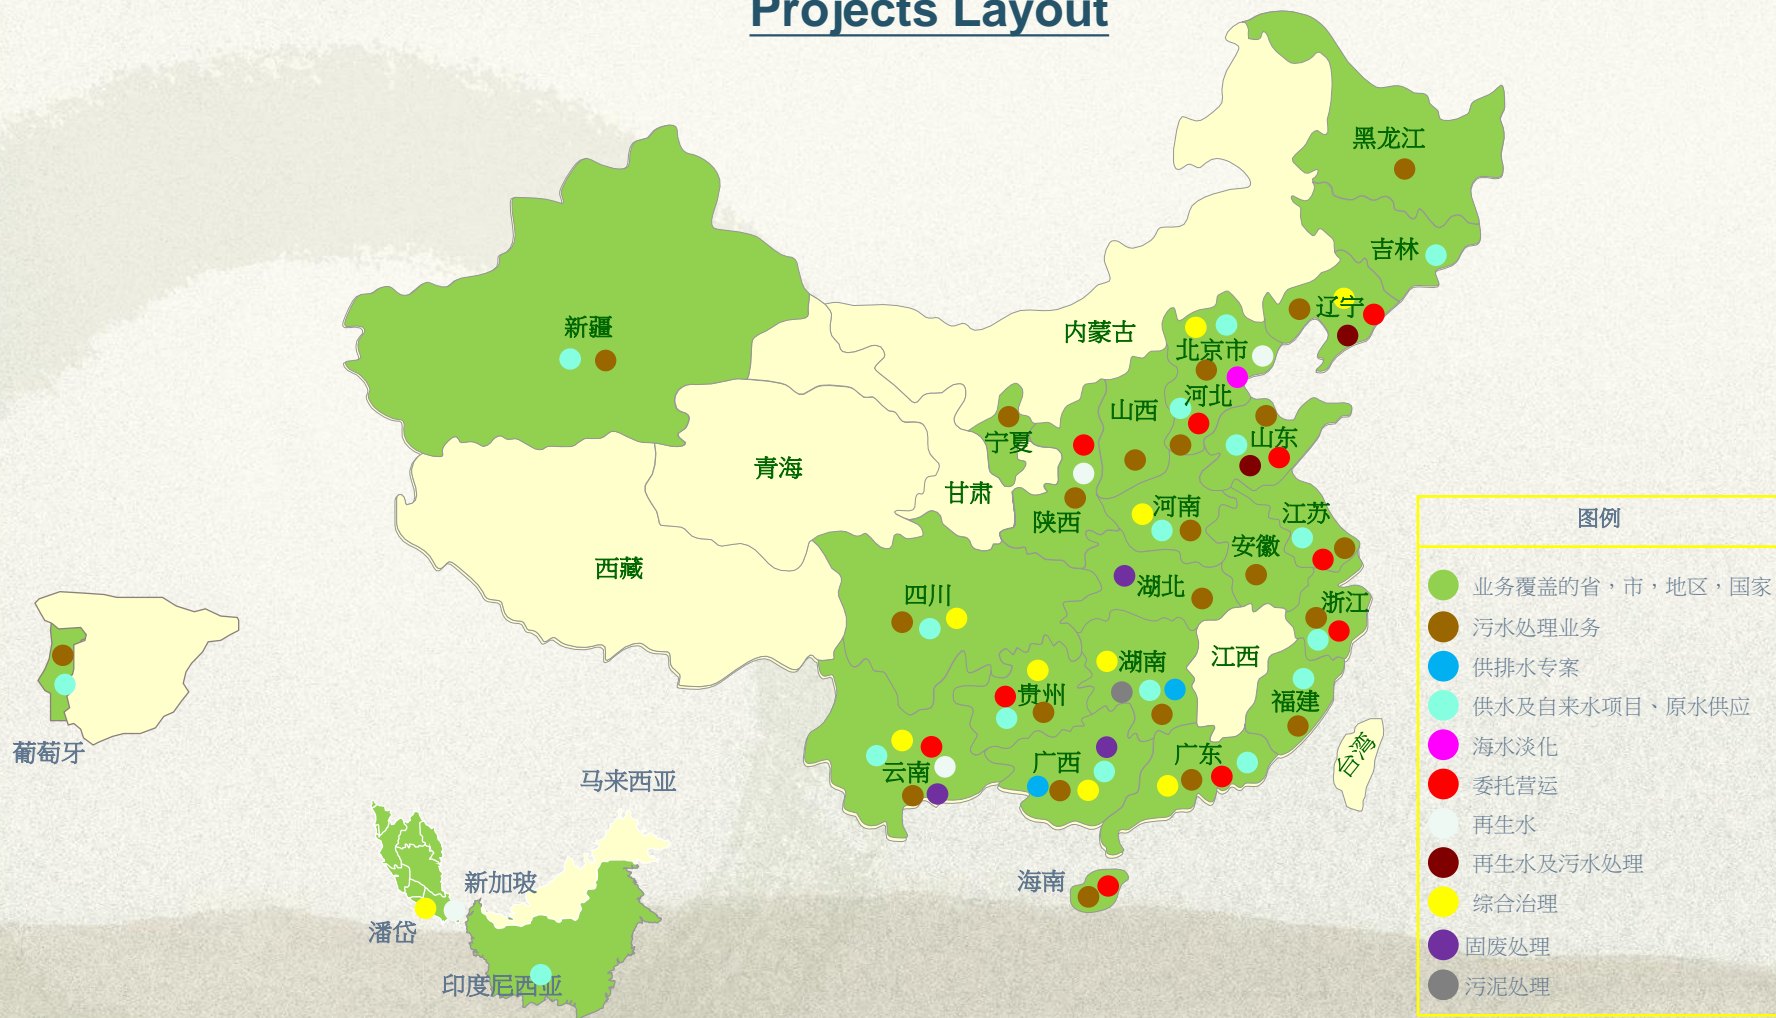 Projects Layout
黑龙江
吉林
辽宁
新疆
内蒙古
北京市
河北
山西
山东
宁夏
青海
甘肃
陕西
河南
江苏
安徽
西藏
四川
湖北
浙江
湖南
江西
贵州
福建
云南
广西
广东
台湾
海南
葡萄牙
马来西亚
新加坡
潘岱
印度尼西亚
图例
业务覆盖的省，市，地区，国家
污水处理业务
供排水专案
供水及自来水项目、原水供应
海水淡化
委托营运
再生水
再生水及污水处理
综合治理
固废处理
污泥处理